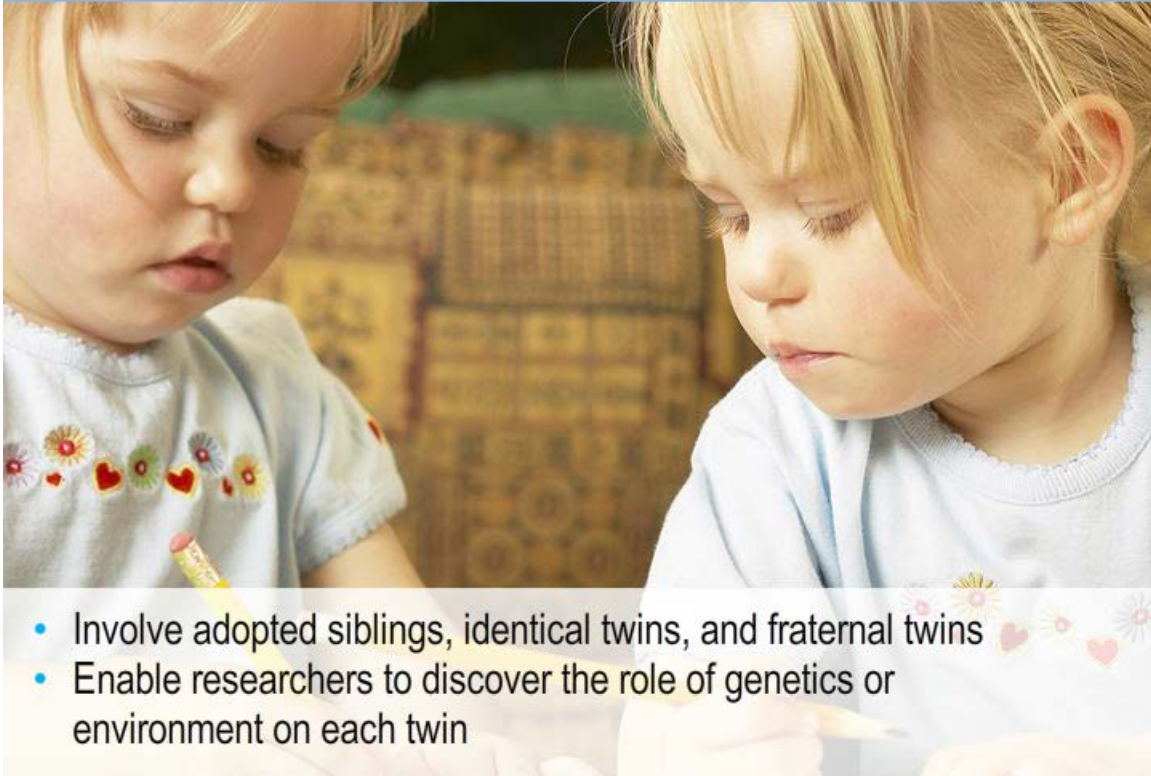 • Involve adopted siblings, identical twins, and fraternal twins
• Enable researchers to discover the role of genetics or
environment on each twin